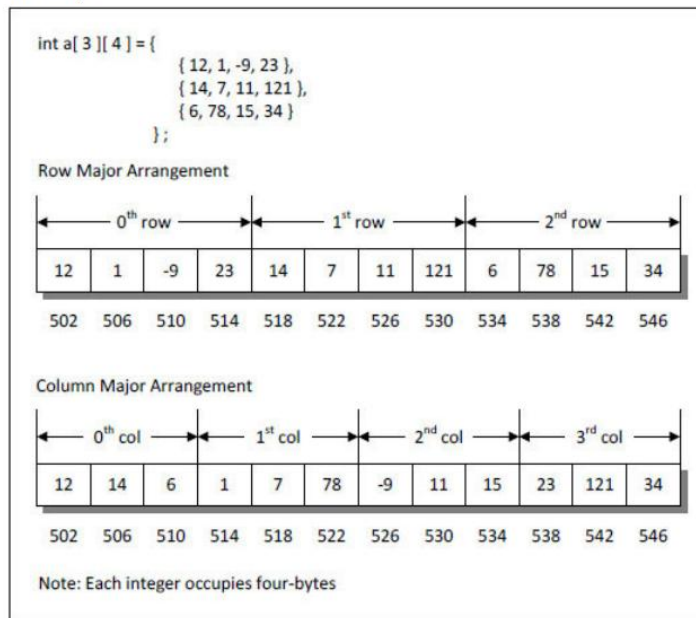 int a[ 3 ][ 4 ] = {
{ 12, 1, -9, 23 },
{ 14, 7, 11, 121 },
{ 6, 78, 15, 34 }
} ;
Row Major Arrangement
0th row 1st row 2nd row
12 1 -9 23 14 7 11 121 6 78 15 34
502 506 510 514 518 522 526 530 534 538 542 546
Column Major Arrangement
0th col 1st col 2nd col 3rd col
12 14 6 1 7 78 -9 11 15 23 121 34
502 506 510 514 518 522 526 530 534 538 542 546
Note: Each integer occupies four-bytes